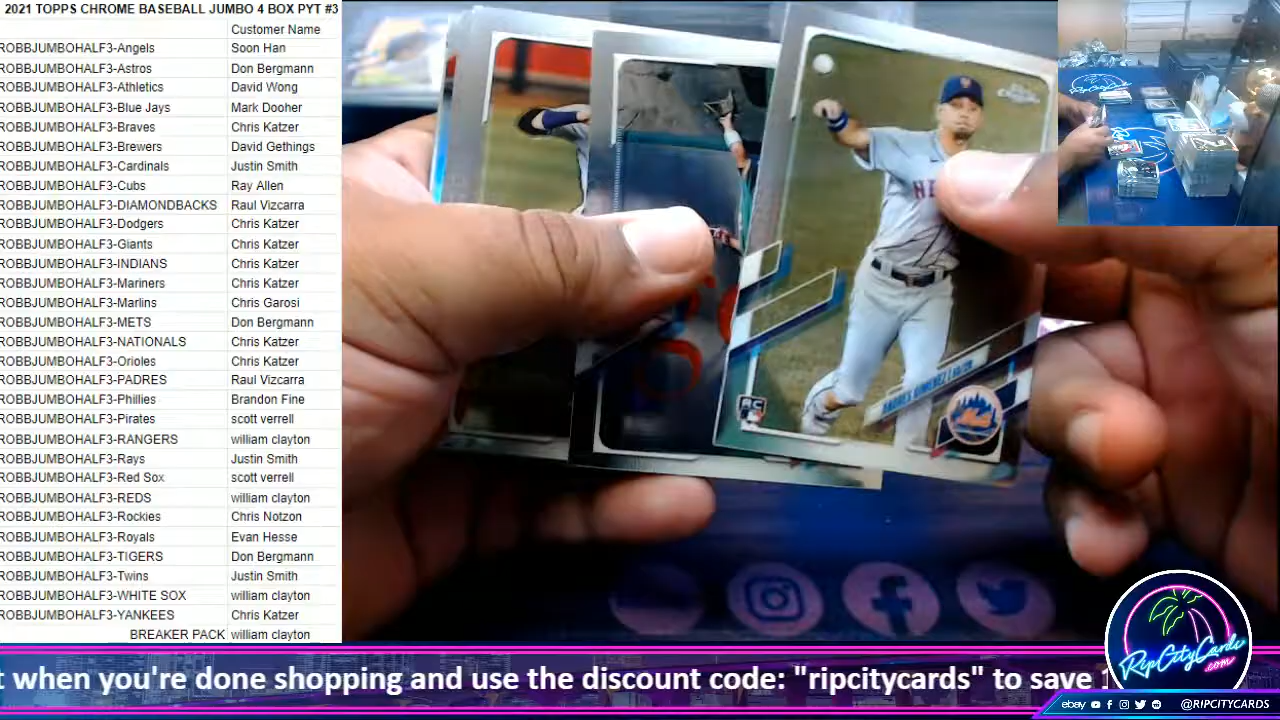 2021 TOPPS CHROME BASEBALL JUMBO 4 BOX PYT #3
Customer Name
ROBBJUMBOHALF3-Angels Soon Han
ROBBJUMBOHALF3-Astros Don Bergmann
ROBBJUMBOHALF3-Athletics David Wong
ROBBJUMBOHALF3-Blue Jays Mark Dooher
ROBBJUMBOHALF3-Braves Chris Katzer
ROBBJUMBOHALF3-Brewers David Gethings
ROBBJUMBOHALF3-Cardinals Justin Smith
ROBBJUMBOHALF3-Cubs Ray Allen
ROBBJUMBOHALF3-DIAMONDBACKS Raul Vizcarra
ROBBJUMBOHALF3-Dodgers Chris Katzer
ROBBJUMBOHALF3-Giants Chris Katzer
ROBBJUMBOHALF3-INDIANS Chris Katzer
ROBBJUMBOHALF3-Mariners Chris Katzer
ROBBJUMBOHALF3-Marlins Chris Garosi
ROBBJUMBOHALF3-METS Don Bergmann
ROBBJUMBOHALF3-NATIONALS Chris Katzer
ROBBJUMBOHALF3-Orioles Chris Katzer
ROBBJUMBOHALF3-PADRES Raul Vizcarra
ROBBJUMBOHALF3-Phillies Brandon Fine
ROBBJUMBOHALF3-Pirates scott verrell
ROBBJUMBOHALF3-RANGERS william clayton
ROBBJUMBOHALF3-Rays Justin Smith
ROBBJUMBOHALF3-Red Sox scott verrell
ROBBJUMBOHALF3-REDS william clayton
ROBBJUMBOHALF3-Rockies Chris Notzon
ROBBJUMBOHALF3-Royals Evan Hesse
ROBBJUMBOHALF3-TIGERS Don Bergmann
ROBBJUMBOHALF3-Twins Justin Smith
ROBBJUMBOHALF3-WHITE SOX william clayton
ROBBJUMBOHALF3-YANKEES Chris Katzer
BREAKER PACK william clayton
NE
RC
Mets
RipCityCards
.com
t when you're done shopping and use the discount code: "ripcitycards" to save
ebay @RIPCITYCARDS